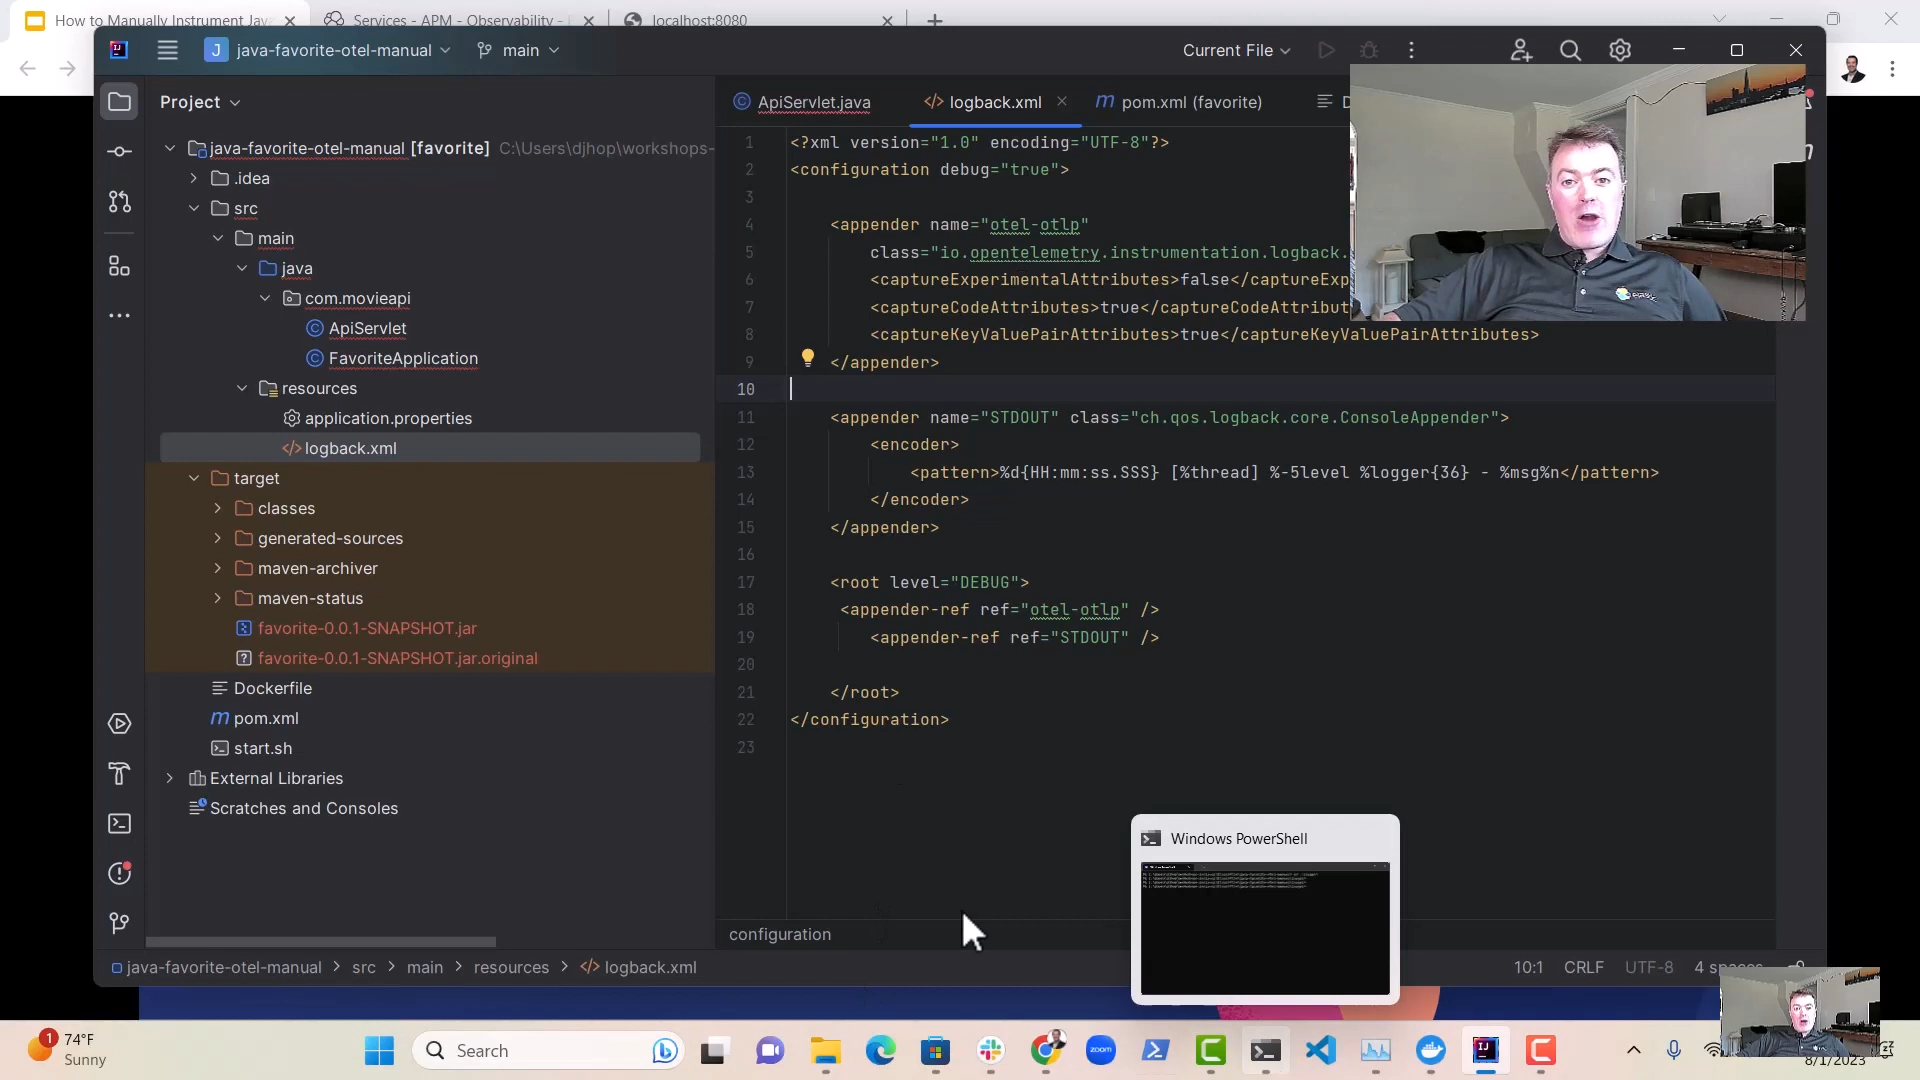 How to Manually Instrument Jav
Services - APM - Observability -
localhost:8080
java-favorite-otel-manual
main
Current File
Project
ApiServlet.java
logback.xml
pom.xml (favorite)
D
java-favorite-otel-manual [favorite] C:\Users\djhop\workshops-
.idea
src
main
java
com.movieapi
ApiServlet
FavoriteApplication
resources
application.properties
logback.xml
target
classes
generated-sources
maven-archiver
maven-status
favorite-0.0.1-SNAPSHOT.jar
favorite-0.0.1-SNAPSHOT.jar.original
Dockerfile
pom.xml
start.sh
External Libraries
Scratches and Consoles
1 <?xml version="1.0" encoding="UTF-8"?>
2 <configuration debug="true">
3
4 <appender name="otel-otlp"
5 class="io.opentelemetry.instrumentation.logback.
6 <captureExperimentalAttributes>false</captureExp
7 <captureCodeAttributes>true</captureCodeAttribut
8 <captureKeyValuePairAttributes>true</captureKeyValuePairAttributes>
9 </appender>
10
11 <appender name="STDOUT" class="ch.qos.logback.core.ConsoleAppender">
12 <encoder>
13 <pattern>%d{HH:mm:ss.SSS} [%thread] %-5level %logger{36} - %msg%n</pattern>
14 </encoder>
15 </appender>
16
17 <root level="DEBUG">
18 <appender-ref ref="otel-otlp" />
19 <appender-ref ref="STDOUT" />
20
21 </root>
22 </configuration>
23
Windows PowerShell
configuration
java-favorite-otel-manual > src > main > resources > logback.xml
10:1 CRLF UTF-8 4 spaces
1
74°F
Sunny
Search
zoom
8/1/2023